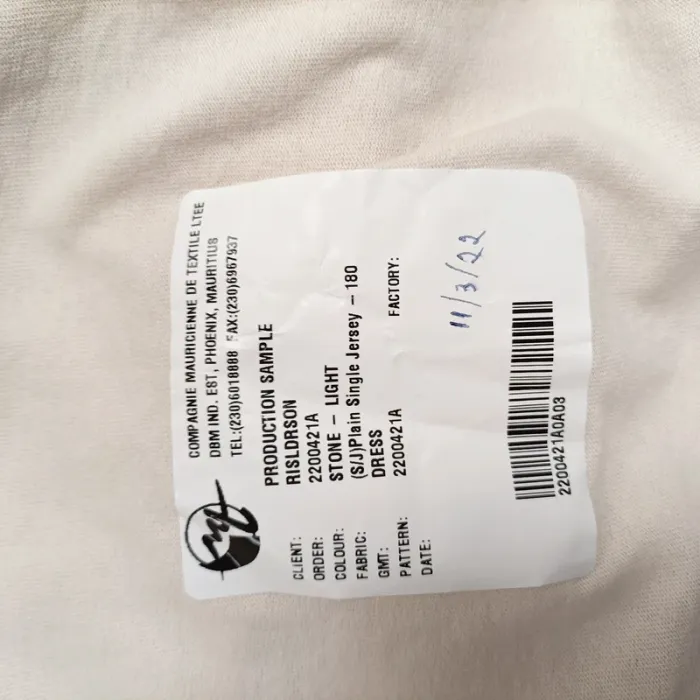 COMPAGNIE MAURICIENNE DE TEXTILE LTEE
DBM IND. EST, PHOENIX, MAURITIUS
TEL:(230)6018888 FAX:(230)6967937
PRODUCTION SAMPLE
CLIENT: RISLDRSON
ORDER: 2200421A
COLOUR: STONE - LIGHT
FABRIC: (S/J)Plain Single Jersey - 180
GMT: DRESS
PATTERN: 2200421A FACTORY:
DATE:
11/3/22
2200421A0A03